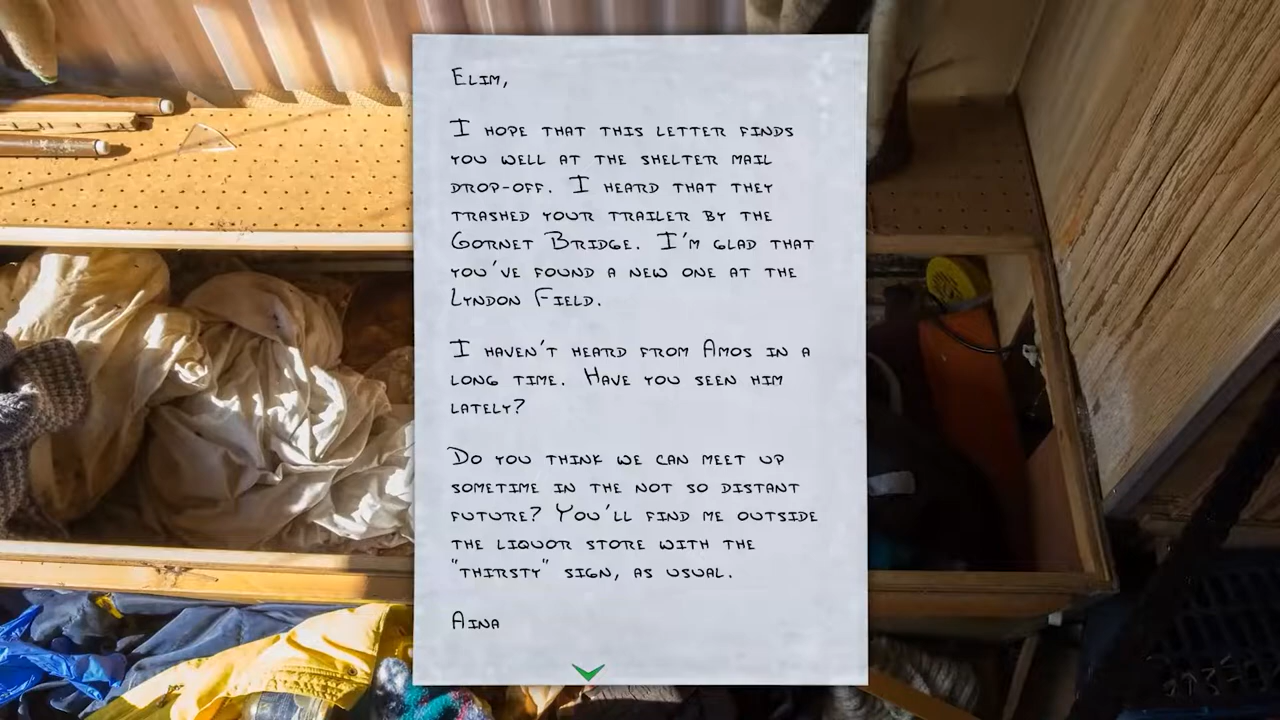 Elim,
I hope that this letter finds
you well at the shelter mail
drop-off. I heard that they
trashed your trailer by the
Gornet Bridge. I'm glad that
you've found a new one at the
Lyndon Field.
I haven't heard from Amos in a
long time. Have you seen him
lately?
Do you think we can meet up
sometime in the not so distant
future? You'll find me outside
the liquor store with the
"thirsty" sign, as usual.
Aina